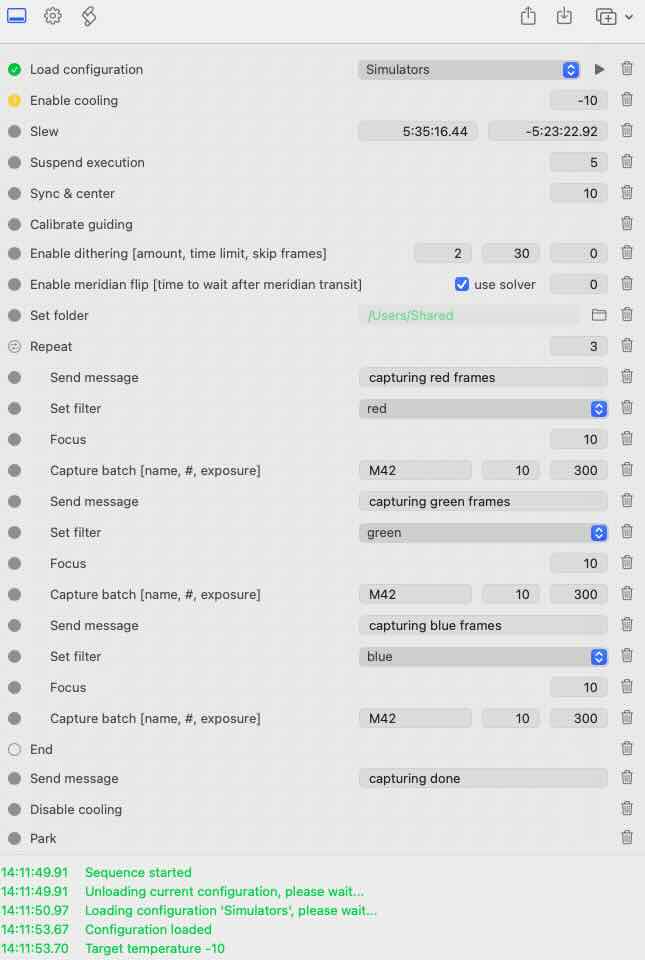 Load configuration Simulators
Enable cooling -10
Slew 5:35:16.44 -5:23:22.92
Suspend execution 5
Sync & center 10
Calibrate guiding
Enable dithering [amount, time limit, skip frames] 2 30 0
Enable meridian flip [time to wait after meridian transit] use solver 0
Set folder /Users/Shared
Repeat 3
Send message capturing red frames
Set filter red
Focus 10
Capture batch [name, #, exposure] M42 10 300
Send message capturing green frames
Set filter green
Focus 10
Capture batch [name, #, exposure] M42 10 300
Send message capturing blue frames
Set filter blue
Focus 10
Capture batch [name, #, exposure] M42 10 300
End
Send message capturing done
Disable cooling
Park
14:11:49.91 Sequence started
14:11:49.91 Unloading current configuration, please wait...
14:11:50.97 Loading configuration 'Simulators', please wait...
14:11:53.67 Configuration loaded
14:11:53.70 Target temperature -10